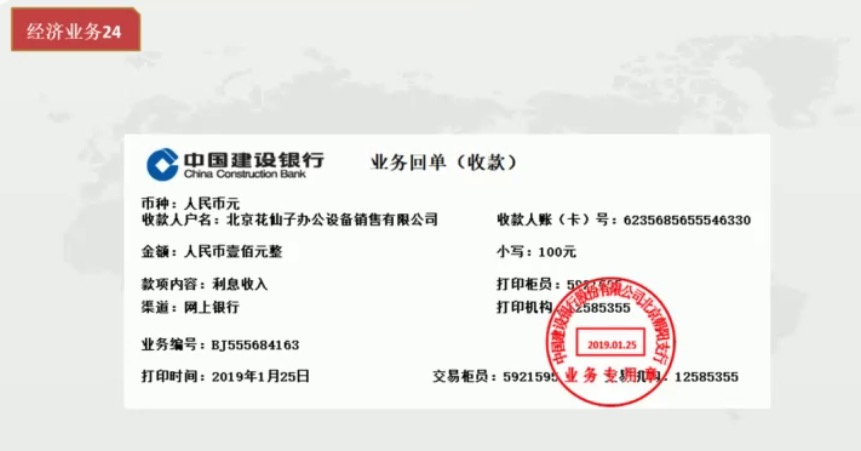 经济业务24
中国建设银行 业务回单（收款）
China Construction Bank
币种：人民币元
收款人户名：北京花仙子办公设备销售有限公司 收款人账（卡）号：6235685655546330
金额：人民币壹佰元整 小写：100元
款项内容：利息收入 打印柜员：5921595
渠道：网上银行 打印机构：12585355
中国建设银行股份有限公司北京朝阳支行
2019.01.25
业务专用章
业务编号：BJ555684163
打印时间：2019年1月25日 交易柜员：5921595 交易机构：12585355